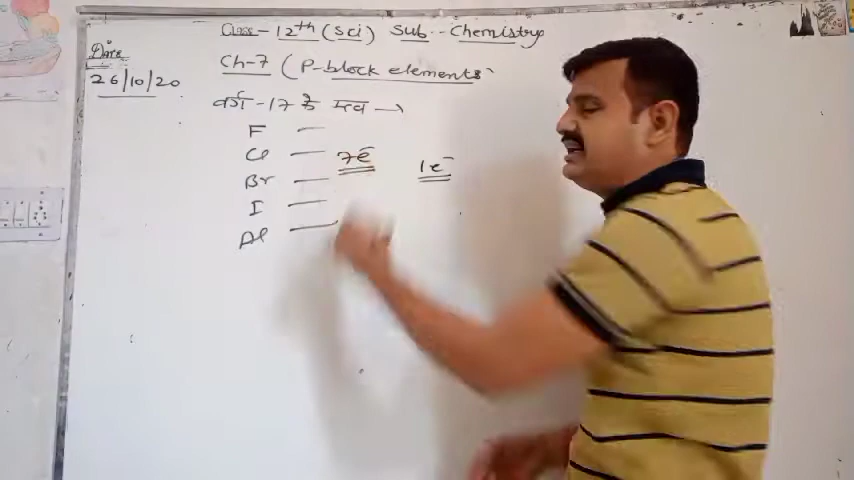 Class - 12th (Sci) Sub - Chemistry
Date
26/10/20
Ch-7 (P-block elements
वर्ग - 17 के तत्व →
F —
Cl — 7e⁻ 1e⁻
Br —
I —
At —